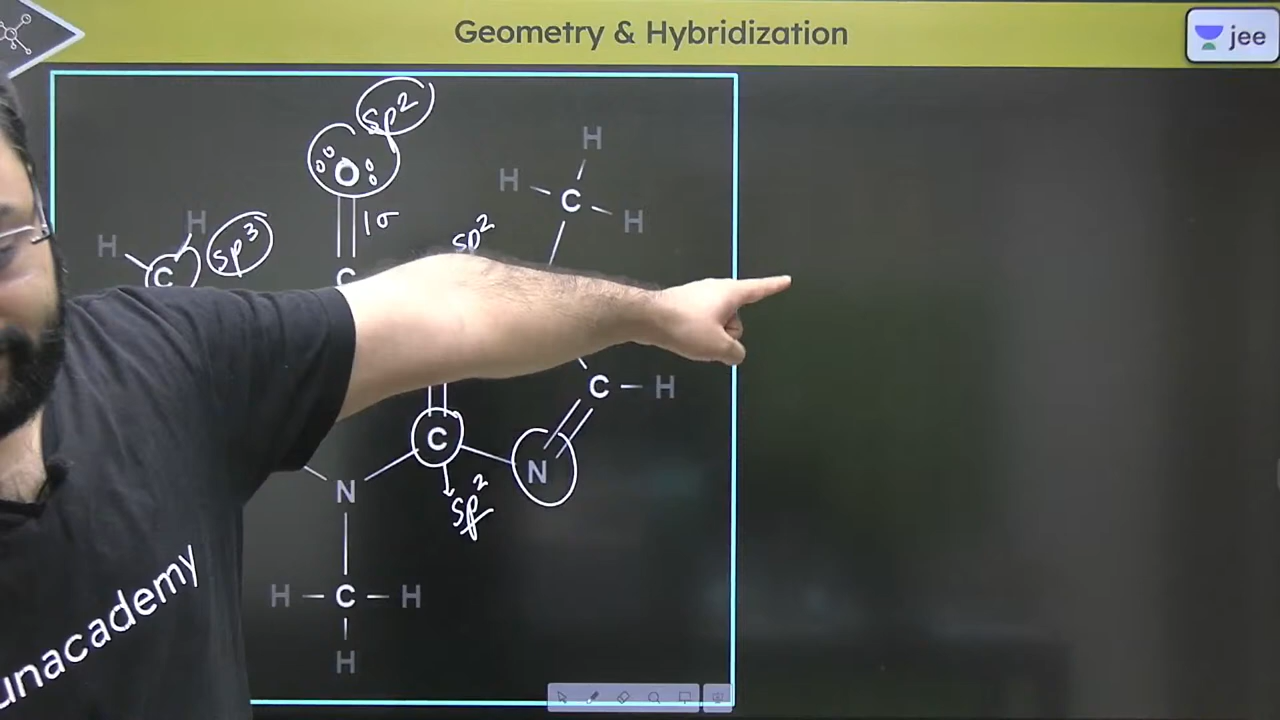 Geometry & Hybridization
jee
sp²
H
H
H
C
H
H
sp³
1σ
sp²
C
O
C
C
C – H
C
N
N
sp²
H – C – H
H
unacademy